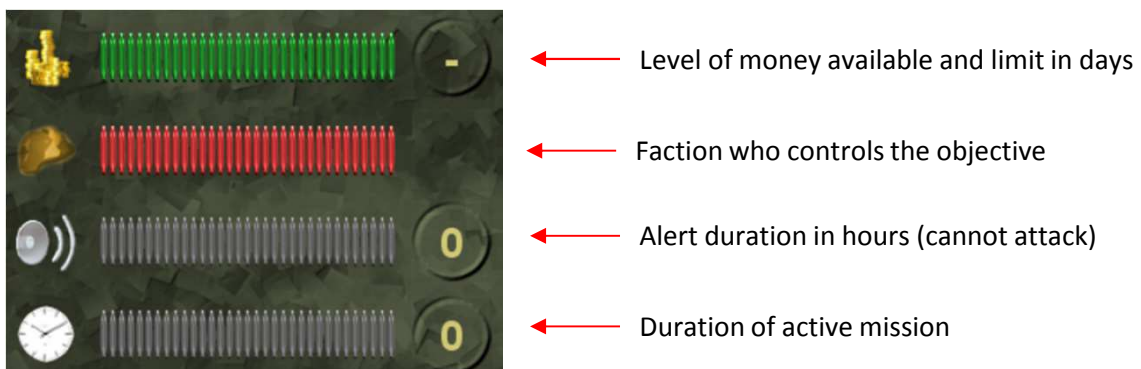 - Level of money available and limit in days
Faction who controls the objective
0 Alert duration in hours (cannot attack)
0 Duration of active mission